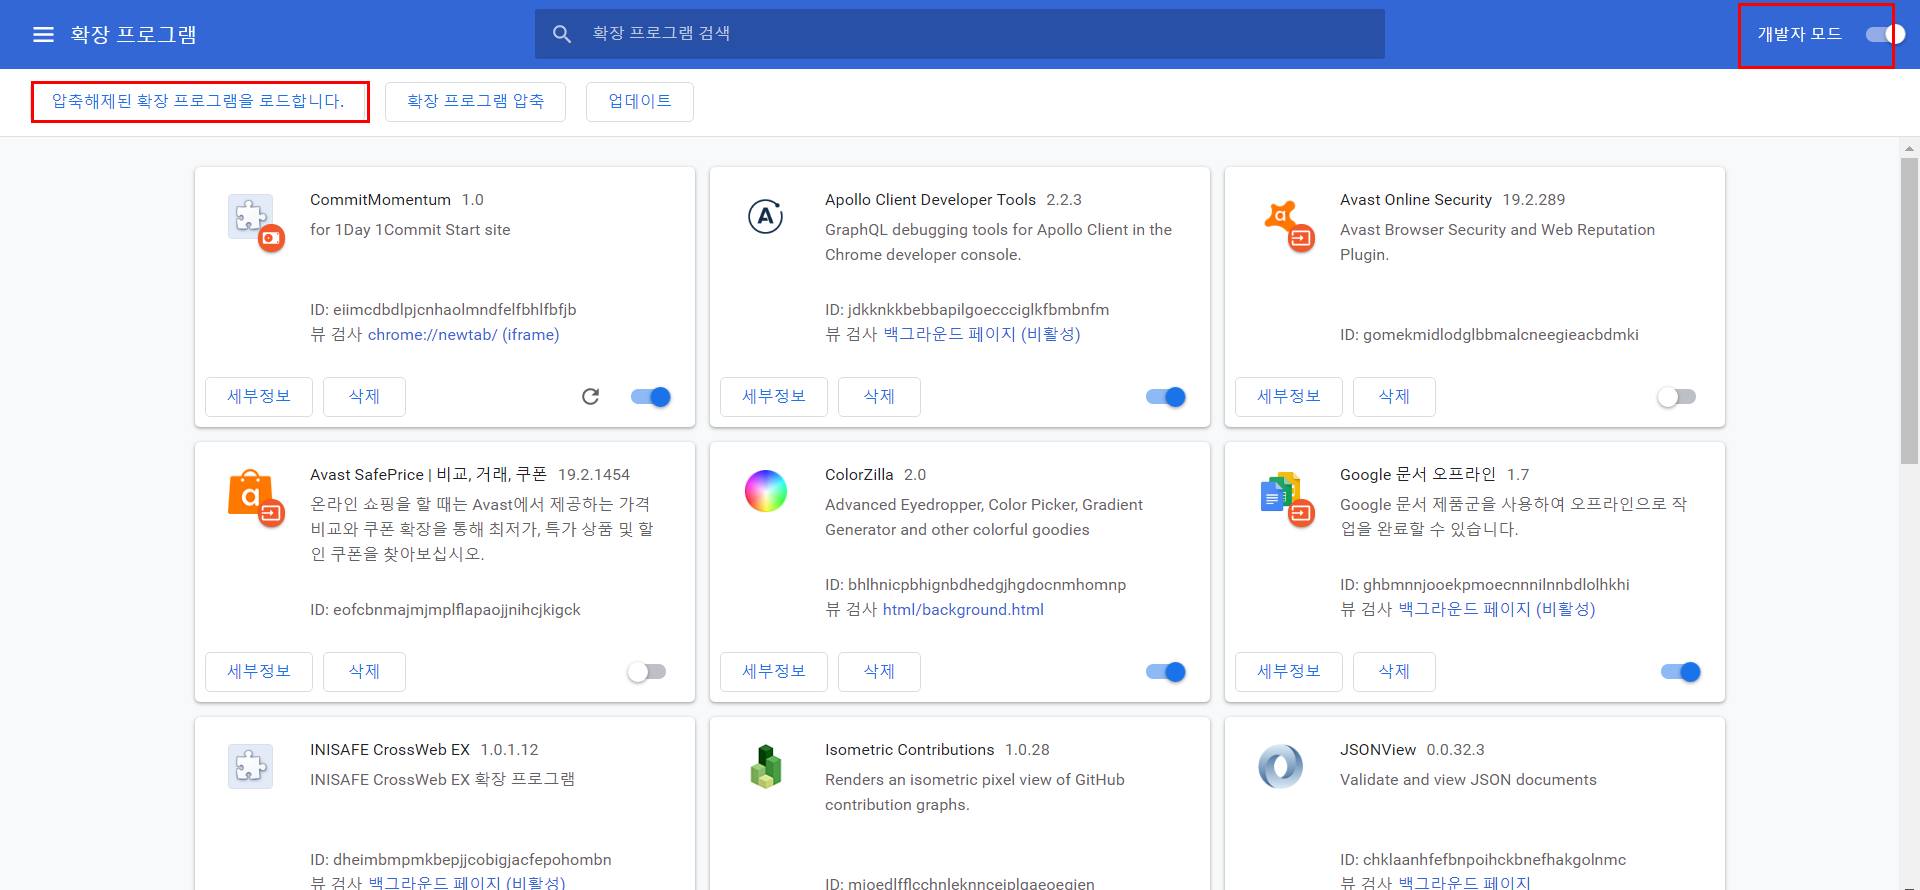 확장 프로그램
확장 프로그램 검색
개발자 모드
압축해제된 확장 프로그램을 로드합니다.
확장 프로그램 압축
업데이트
CommitMomentum 1.0
for 1Day 1Commit Start site
ID: eiimcdbdlpjcnhaolmndfelfbhlfbfjb
뷰 검사 chrome://newtab/ (iframe)
세부정보
삭제
Apollo Client Developer Tools 2.2.3
GraphQL debugging tools for Apollo Client in the
Chrome developer console.
ID: jdkknkkbebbapilgoeccciglkfbmbnfm
뷰 검사 백그라운드 페이지 (비활성)
세부정보
삭제
Avast Online Security 19.2.289
Avast Browser Security and Web Reputation
Plugin.
ID: gomekmidlodglbbmalcneegieacbdmki
세부정보
삭제
Avast SafePrice | 비교, 거래, 쿠폰 19.2.1454
온라인 쇼핑을 할 때는 Avast에서 제공하는 가격
비교와 쿠폰 확장을 통해 최저가, 특가 상품 및 할
인 쿠폰을 찾아보십시오.
ID: eofcbnmajmjmplflapaojjnihcjkigck
세부정보
삭제
ColorZilla 2.0
Advanced Eyedropper, Color Picker, Gradient
Generator and other colorful goodies
ID: bhlhnicpbhignbdhedgjhgdocnmhomnp
뷰 검사 html/background.html
세부정보
삭제
Google 문서 오프라인 1.7
Google 문서 제품군을 사용하여 오프라인으로 작
업을 완료할 수 있습니다.
ID: ghbmnnjooekpmoecnnnilnnbdlolhkhi
뷰 검사 백그라운드 페이지 (비활성)
세부정보
삭제
INISAFE CrossWeb EX 1.0.1.12
INISAFE CrossWeb EX 확장 프로그램
ID: dheimbmpmkbepjjcobigjacfepohombn
뷰 검사 백그라운드 페이지 (비활성)
Isometric Contributions 1.0.28
Renders an isometric pixel view of GitHub
contribution graphs.
ID: mjoedlfflcchnleknnceiplgaeoegien
JSONView 0.0.32.3
Validate and view JSON documents
ID: chklaanhfefbnpoihckbnefhakgolnmc
뷰 검사 백그라운드 페이지